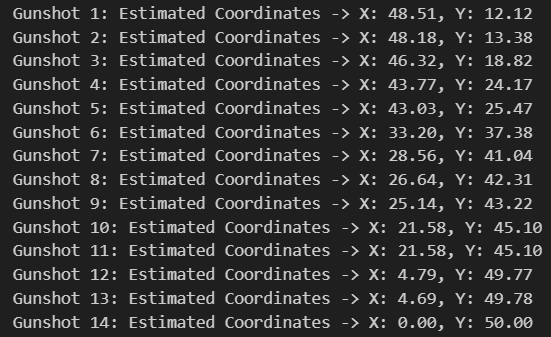 Gunshot 1: Estimated Coordinates -> X: 48.51, Y: 12.12
Gunshot 2: Estimated Coordinates -> X: 48.18, Y: 13.38
Gunshot 3: Estimated Coordinates -> X: 46.32, Y: 18.82
Gunshot 4: Estimated Coordinates -> X: 43.77, Y: 24.17
Gunshot 5: Estimated Coordinates -> X: 43.03, Y: 25.47
Gunshot 6: Estimated Coordinates -> X: 33.20, Y: 37.38
Gunshot 7: Estimated Coordinates -> X: 28.56, Y: 41.04
Gunshot 8: Estimated Coordinates -> X: 26.64, Y: 42.31
Gunshot 9: Estimated Coordinates -> X: 25.14, Y: 43.22
Gunshot 10: Estimated Coordinates -> X: 21.58, Y: 45.10
Gunshot 11: Estimated Coordinates -> X: 21.58, Y: 45.10
Gunshot 12: Estimated Coordinates -> X: 4.79, Y: 49.77
Gunshot 13: Estimated Coordinates -> X: 4.69, Y: 49.78
Gunshot 14: Estimated Coordinates -> X: 0.00, Y: 50.00